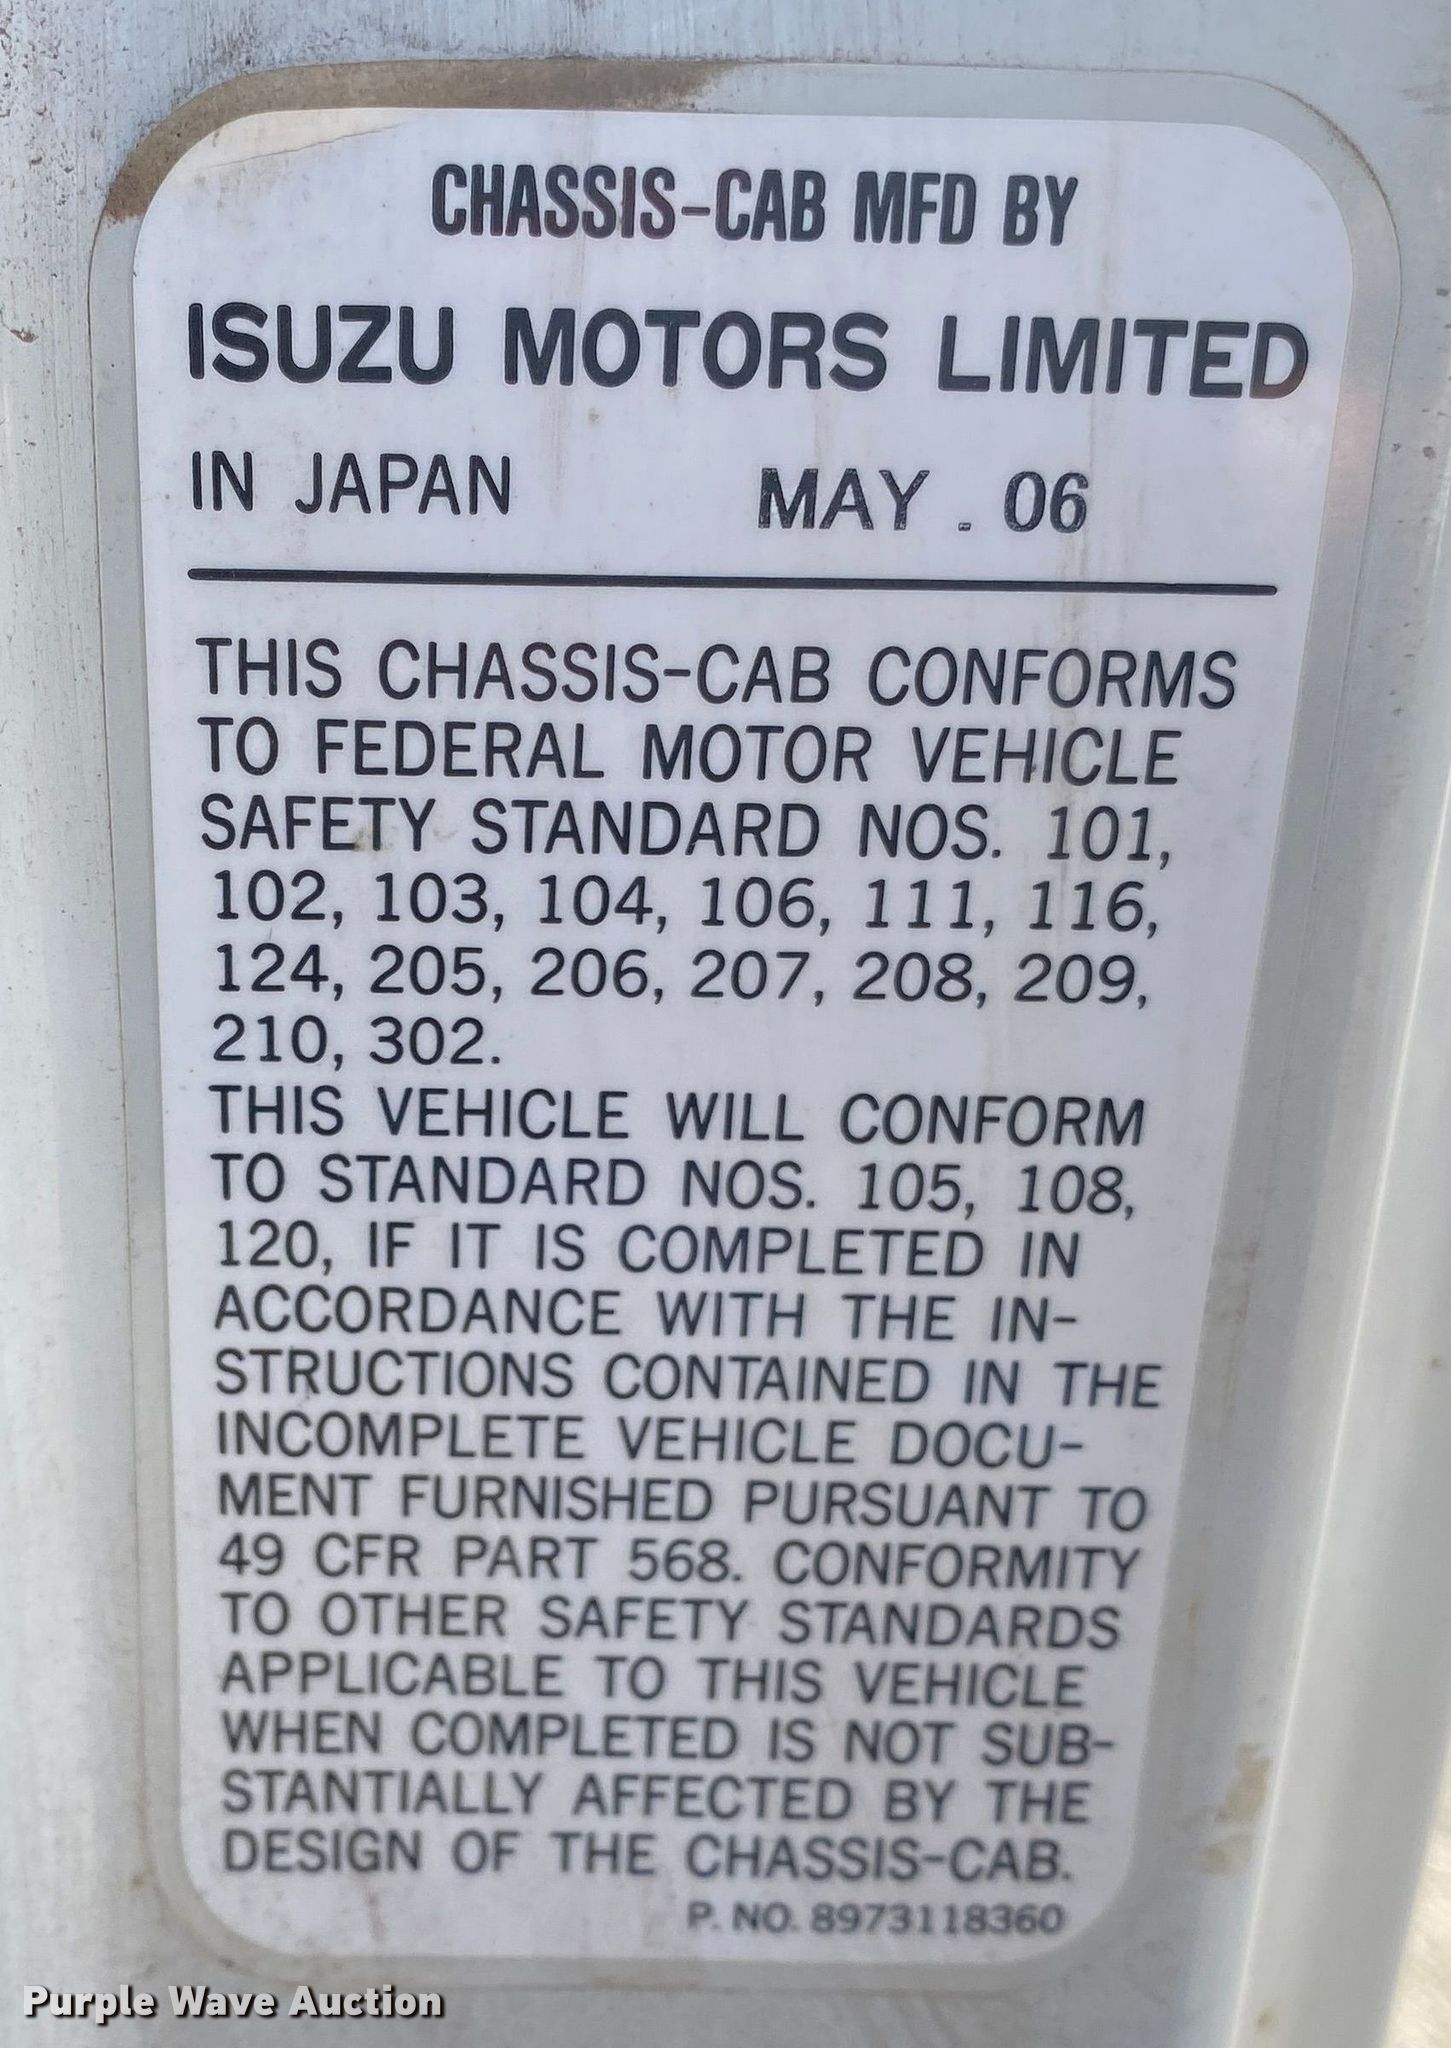 CHASSIS-CAB MFD BY
ISUZU MOTORS LIMITED
IN JAPAN MAY . 06
THIS CHASSIS-CAB CONFORMS
TO FEDERAL MOTOR VEHICLE
SAFETY STANDARD NOS. 101,
102, 103, 104, 106, 111, 116,
124, 205, 206, 207, 208, 209,
210, 302.
THIS VEHICLE WILL CONFORM
TO STANDARD NOS. 105, 108,
120, IF IT IS COMPLETED IN
ACCORDANCE WITH THE IN-
STRUCTIONS CONTAINED IN THE
INCOMPLETE VEHICLE DOCU-
MENT FURNISHED PURSUANT TO
49 CFR PART 568. CONFORMITY
TO OTHER SAFETY STANDARDS
APPLICABLE TO THIS VEHICLE
WHEN COMPLETED IS NOT SUB-
STANTIALLY AFFECTED BY THE
DESIGN OF THE CHASSIS-CAB.
P. NO. 8973118360
Purple Wave Auction